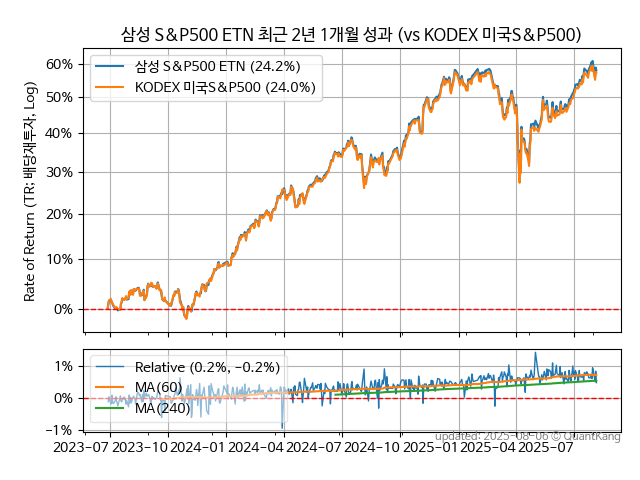 삼성 S&P500 ETN 최근 2년 1개월 성과 (vs KODEX 미국S&P500)
Rate of Return (TR: 배당재투자, Log)
60%
50%
40%
30%
20%
10%
0%
삼성 S&P500 ETN (24.2%)
KODEX 미국S&P500 (24.0%)
1%
0%
−1%
Relative (0.2%, −0.2%)
MA(60)
MA(240)
2023-07 2023-10 2024-01 2024-04 2024-07 2024-10 2025-01 2025-04 2025-07
updated: 2025-08-06 © QuantKang